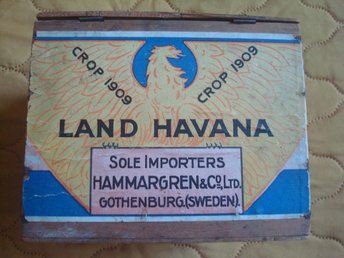 CROP 1909
CROP 1909
LAND HAVANA
SOLE IMPORTERS
HAMMARGREN & CO. LTD.
GOTHENBURG. (SWEDEN).